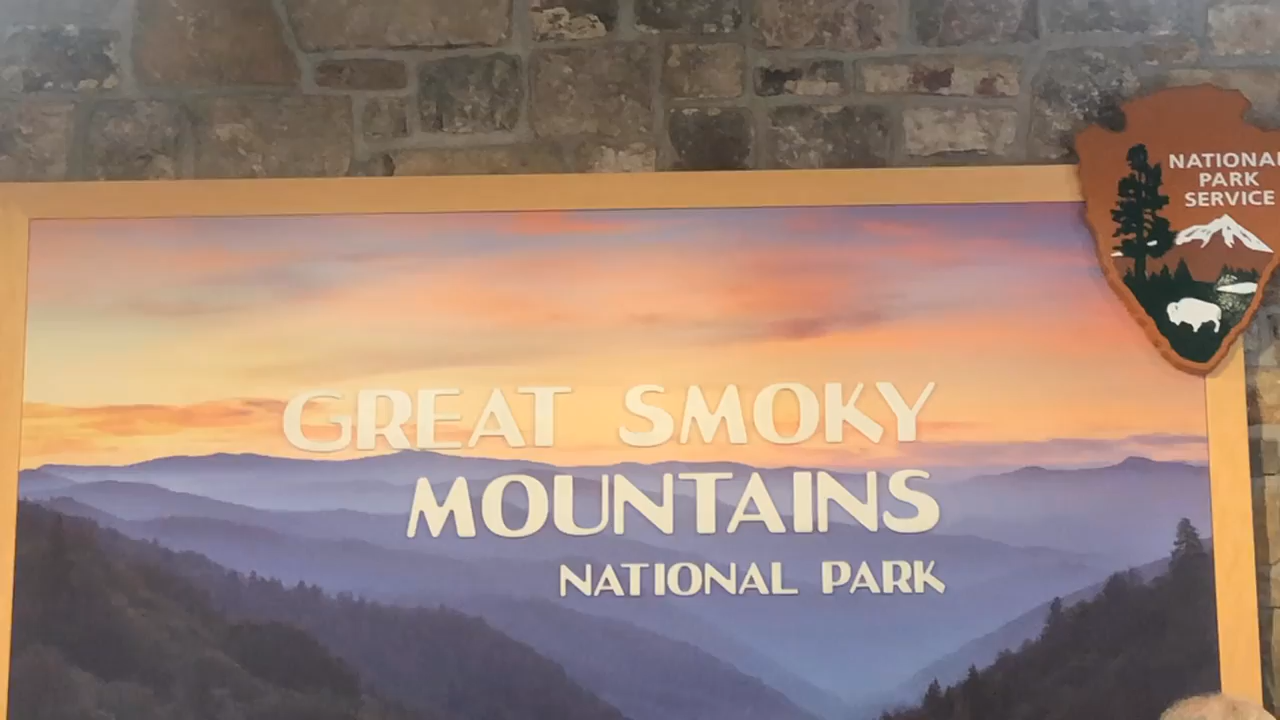 NATIONAL
PARK
SERVICE
GREAT SMOKY
MOUNTAINS
NATIONAL PARK